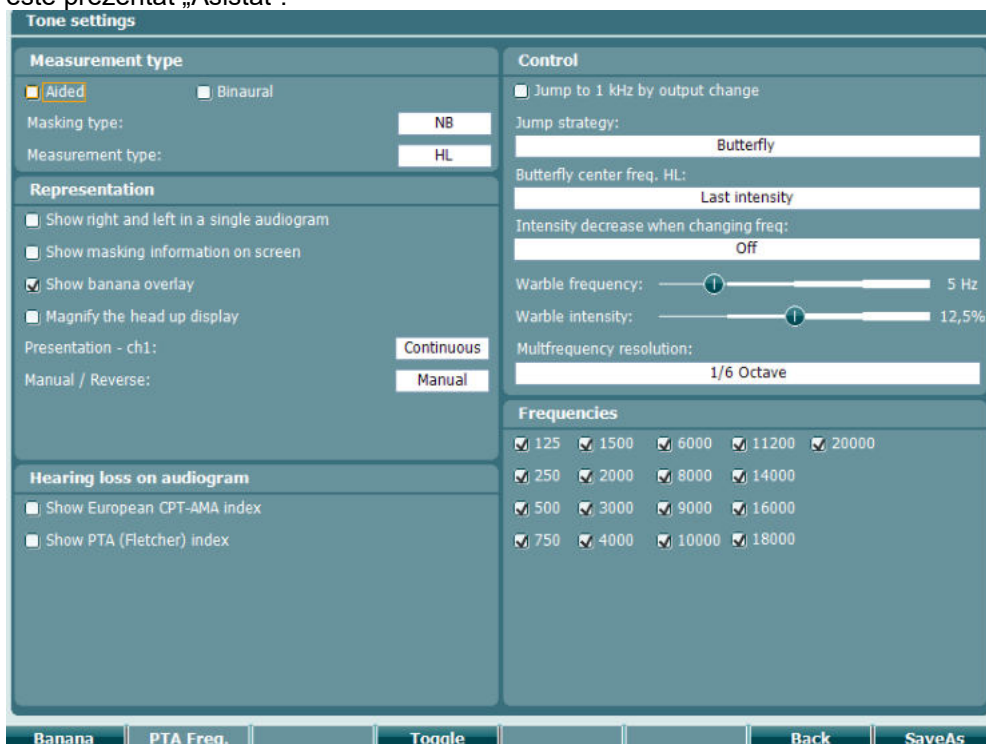 este prezentat „Asistat”.
Tone settings
Measurement type
Aided
Binaural
Masking type:
NB
Measurement type:
HL
Representation
Show right and left in a single audiogram
Show masking information on screen
Show banana overlay
Magnify the head up display
Presentation - ch1:
Continuous
Manual / Reverse:
Manual
Hearing loss on audiogram
Show European CPT-AMA index
Show PTA (Fletcher) index
Control
Jump to 1 kHz by output change
Jump strategy:
Butterfly
Butterfly center freq. HL:
Last intensity
Intensity decrease when changing freq:
Off
Warble frequency:
5 Hz
Warble intensity:
12,5%
Multfrequency resolution:
1/6 Octave
Frequencies
125 1500 6000 11200 20000
250 2000 8000 14000
500 3000 9000 16000
750 4000 10000 18000
Banana PTA Freq. Toggle Back SaveAs